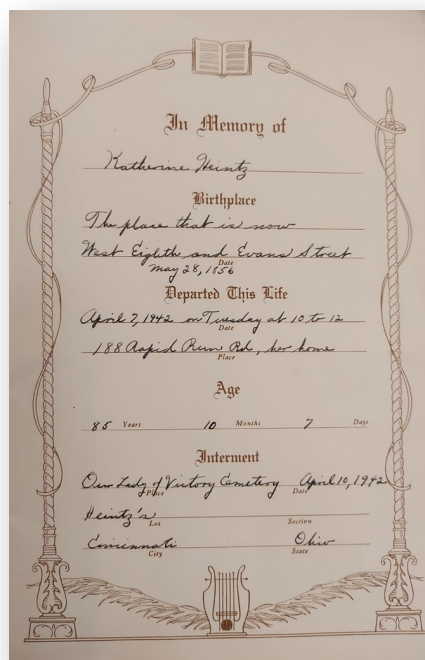 In Memory of
Katherine Heintz
Birthplace
The place that is now
West Eighth and Evans Street
Date
May 28, 1856
Departed This Life
April 7, 1942 on Tuesday at 10 to 12
Date
188 Rapid Run Rd, her home
Place
Age
85 Years 10 Months 7 Days
Interment
Our Lady of Victory Cemetery April 10, 1942
Place Date
Heintz's
Lot Section
Cincinnati Ohio
City State